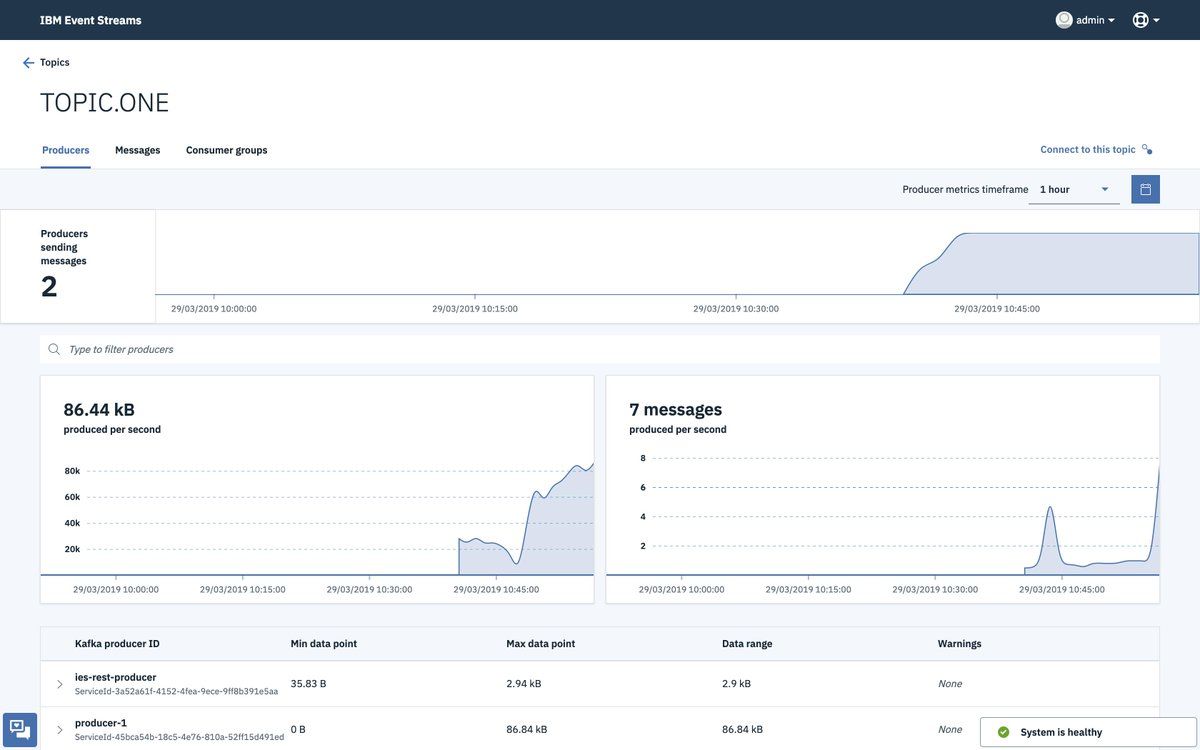 IBM Event Streams
admin
Topics
TOPIC.ONE
Producers Messages Consumer groups
Connect to this topic
Producer metrics timeframe 1 hour
Producers
sending
messages
2
29/03/2019 10:00:00 29/03/2019 10:15:00 29/03/2019 10:30:00 29/03/2019 10:45:00
Type to filter producers
86.44 kB
produced per second
80k
60k
40k
20k
29/03/2019 10:00:00 29/03/2019 10:15:00 29/03/2019 10:30:00 29/03/2019 10:45:00
7 messages
produced per second
8
6
4
2
29/03/2019 10:00:00 29/03/2019 10:15:00 29/03/2019 10:30:00 29/03/2019 10:45:00
Kafka producer ID Min data point Max data point Data range Warnings
ies-rest-producer
ServiceId-3a52a61f-4152-4fea-9ece-9ff8b391e5aa
35.83 B 2.94 kB 2.9 kB None
producer-1
ServiceId-45bca54b-18c5-4e76-810a-52ff15d491ed
0 B 86.84 kB 86.84 kB None
System is healthy